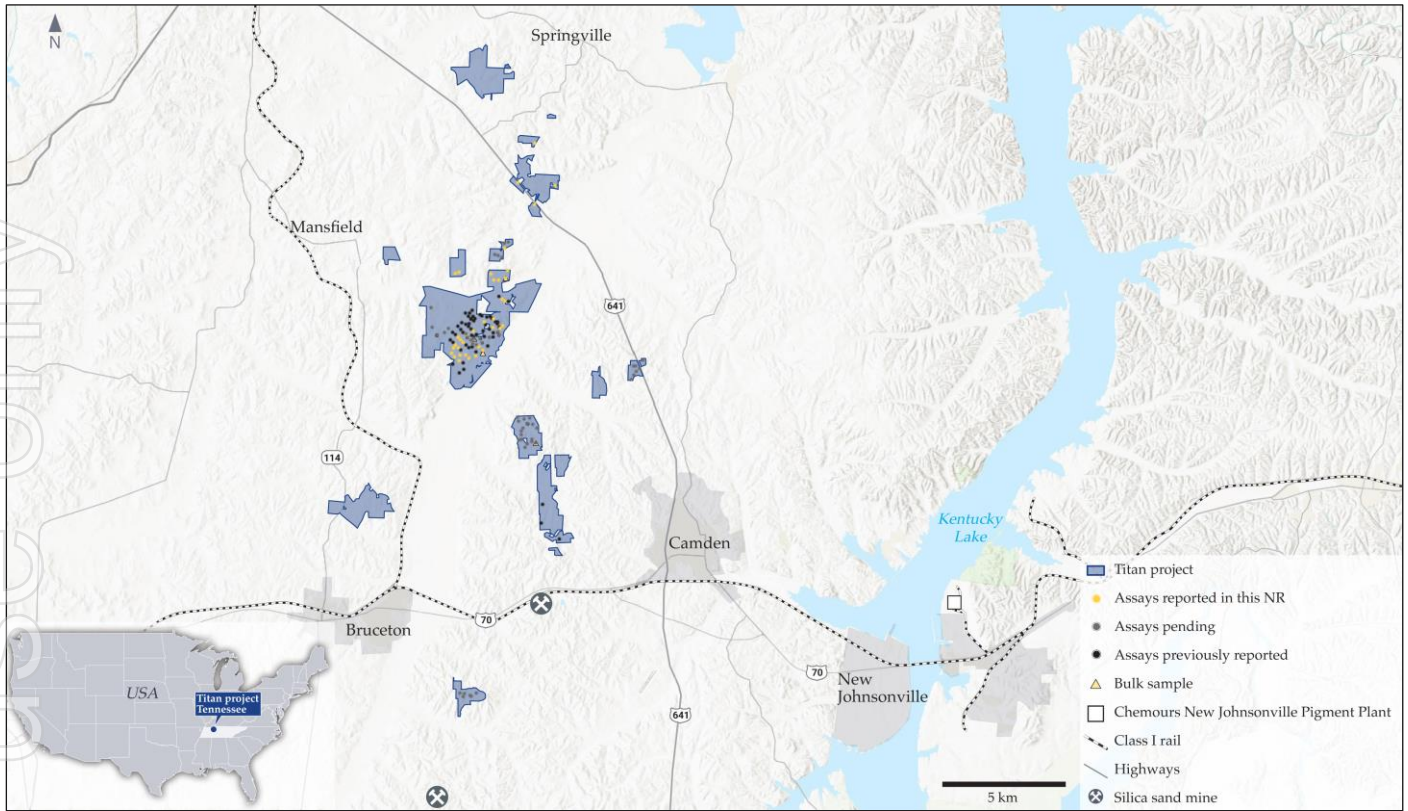 N
Springville
Mansfield
641
114
Camden
Kentucky
Lake
70
Bruceton
70
New
Johnsonville
641
USA
Titan project
Tennessee
Titan project
Assays reported in this NR
Assays pending
Assays previously reported
Bulk sample
Chemours New Johnsonville Pigment Plant
Class I rail
Highways
Silica sand mine
5 km